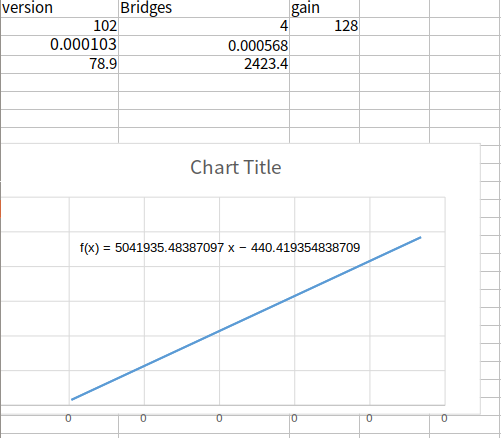 version Bridges gain
102 4 128
0.000103 0.000568
78.9 2423.4
Chart Title
f(x) = 5041935.48387097 x − 440.419354838709
0 0 0 0 0 0